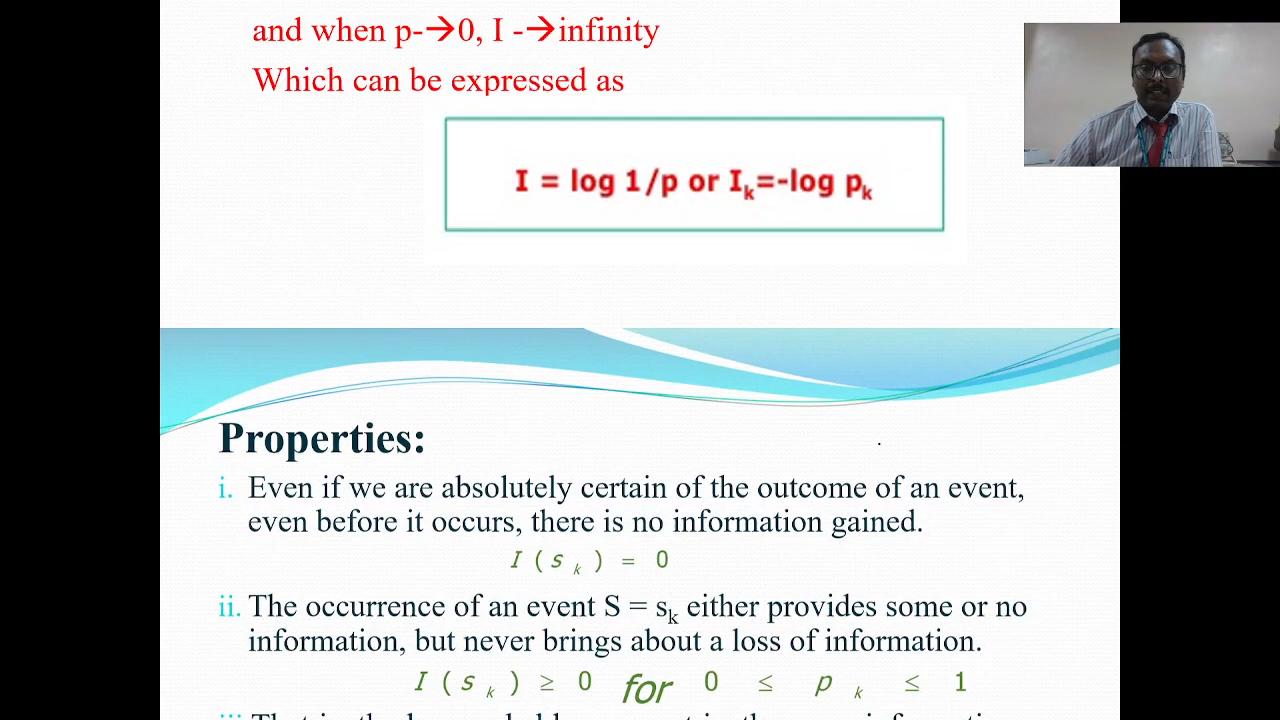 and when p-→0, I -→infinity
Which can be expressed as
I = log 1/p or Ik=-log pk
Properties:
i. Even if we are absolutely certain of the outcome of an event,
even before it occurs, there is no information gained.
I ( s k ) = 0
ii. The occurrence of an event S = sk either provides some or no
information, but never brings about a loss of information.
I ( s k ) ≥ 0 for 0 ≤ p k ≤ 1